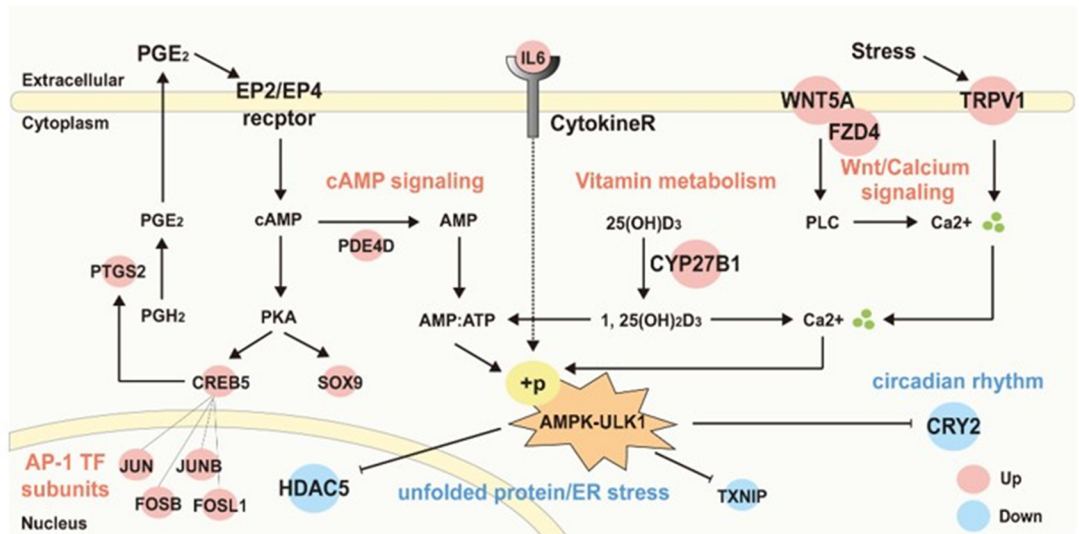 PGE2
Extracellular
Cytoplasm
EP2/EP4
recptor
IL6
CytokineR
Stress
WNT5A
FZD4
TRPV1
cAMP signaling
Vitamin metabolism
Wnt/Calcium
signaling
PGE2
cAMP
AMP
PDE4D
25(OH)D3
PLC
Ca2+
PTGS2
CYP27B1
PGH2
PKA
AMP:ATP
1, 25(OH)2D3
Ca2+
CREB5
SOX9
+p
AMPK-ULK1
circadian rhythm
CRY2
AP-1 TF
subunits
JUN
JUNB
FOSB
FOSL1
HDAC5
unfolded protein/ER stress
TXNIP
Up
Down
Nucleus